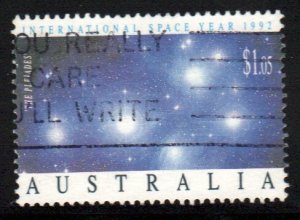 INTERNATIONAL SPACE YEAR 1992
OU REALLY
CARE
'LL WRITE
$1.05
THE PLEIADES
AUSTRALIA